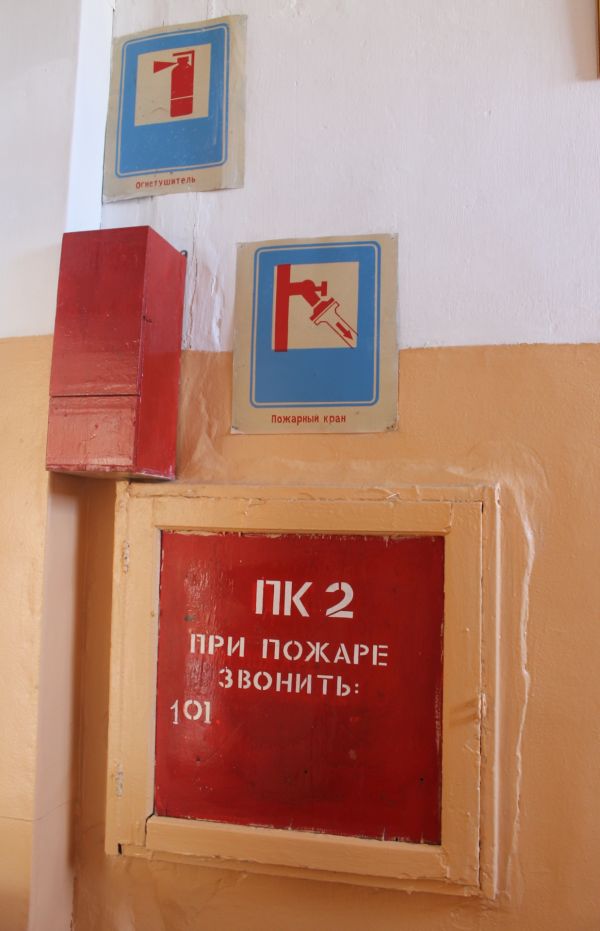 Огнетушитель
Пожарный кран
ПК 2
ПРИ ПОЖАРЕ
ЗВОНИТЬ:
101